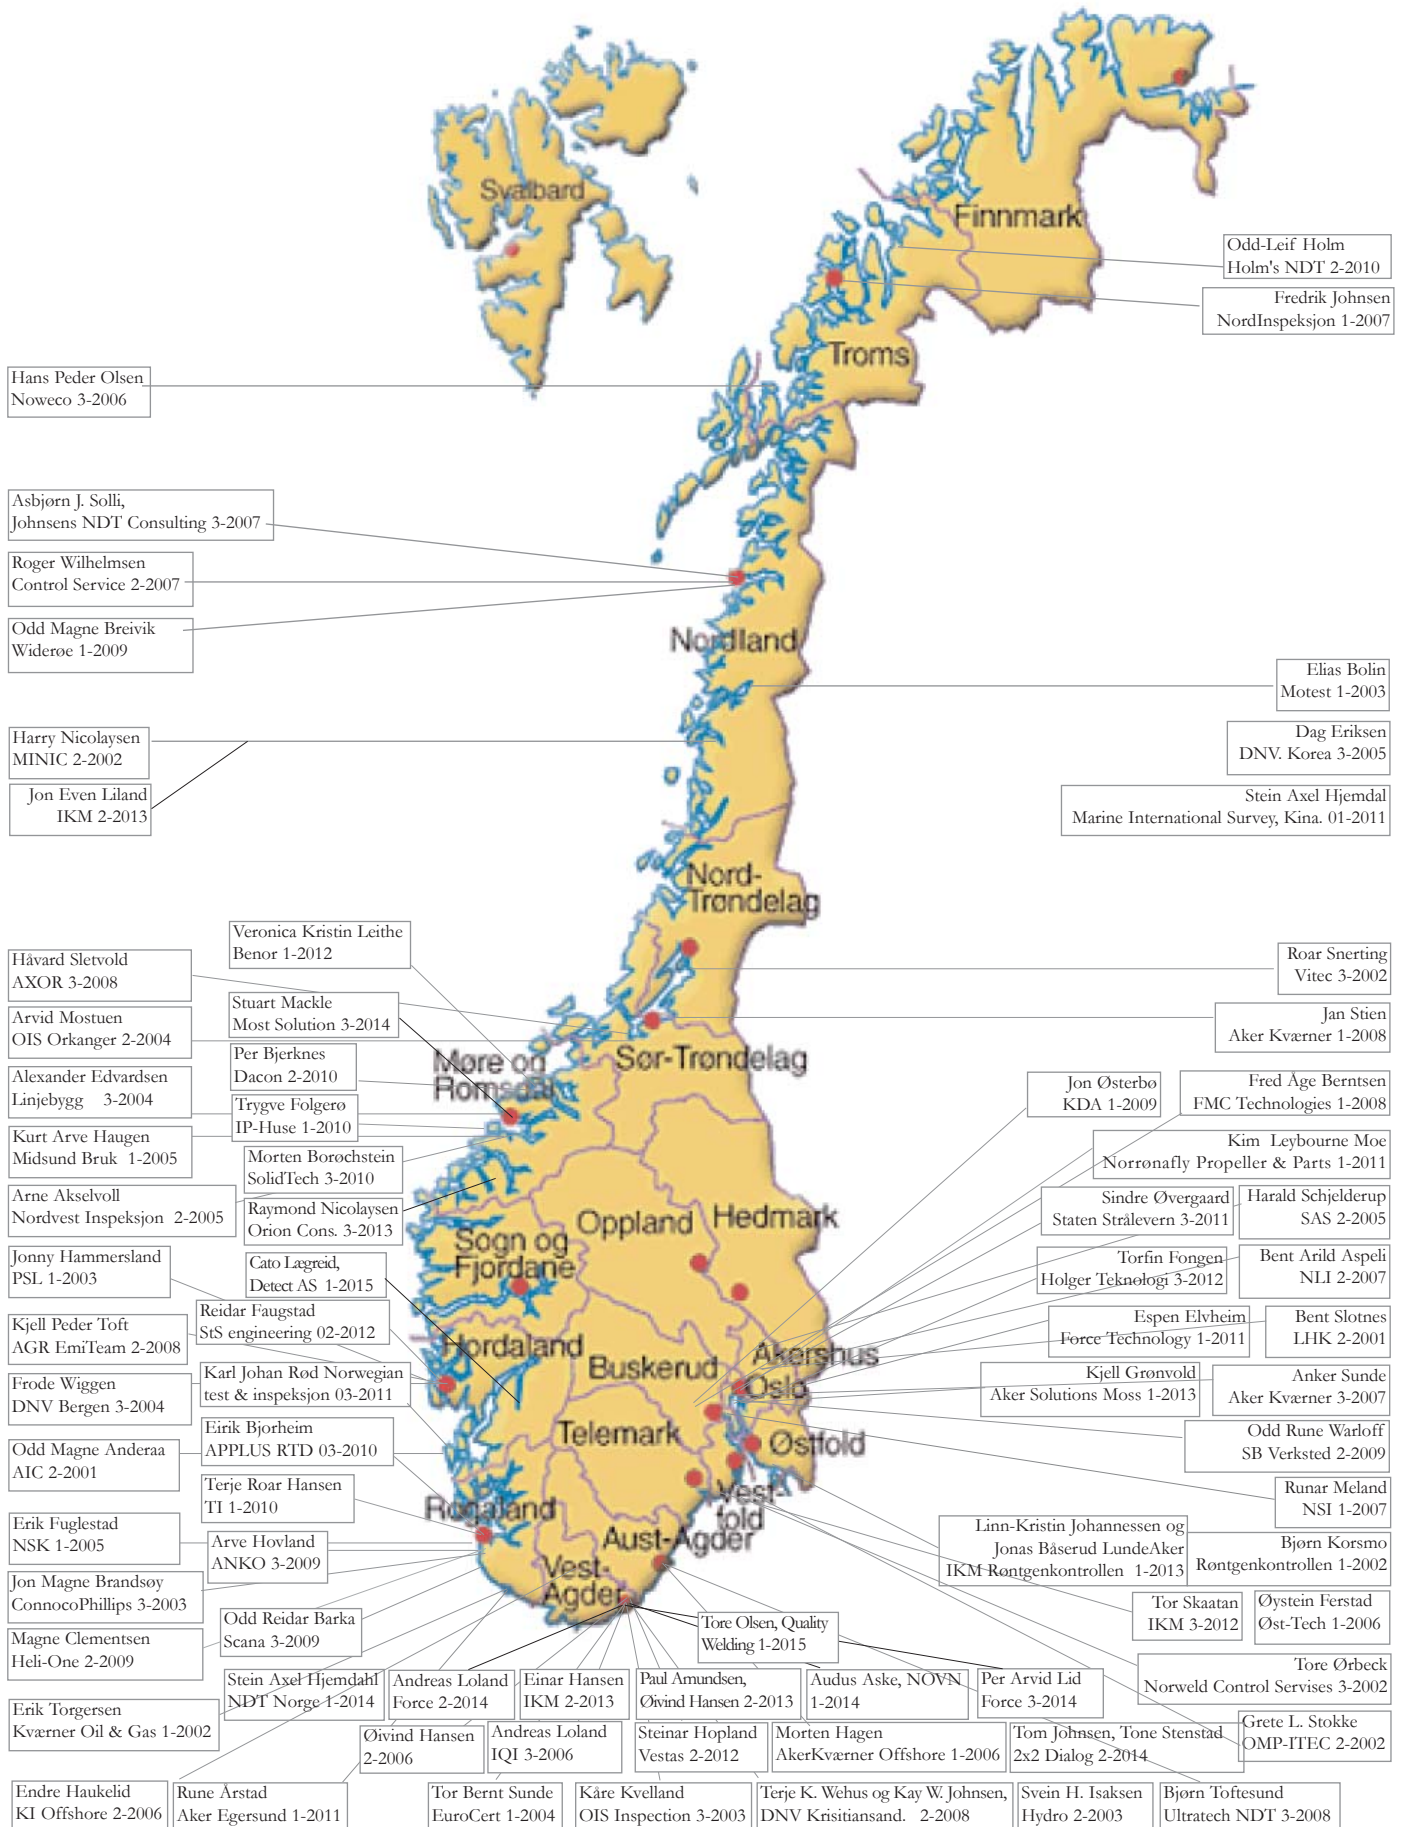 Svalbard
Finnmark
Odd-Leif Holm
Holm's NDT 2-2010
Fredrik Johnsen
NordInspeksjon 1-2007
Troms
Hans Peder Olsen
Noweco 3-2006
Asbjørn J. Solli,
Johnsens NDT Consulting 3-2007
Roger Wilhelmsen
Control Service 2-2007
Odd Magne Breivik
Widerøe 1-2009
Nordland
Elias Bolin
Motest 1-2003
Harry Nicolaysen
MINIC 2-2002
Dag Eriksen
DNV. Korea 3-2005
Jon Even Liland
IKM 2-2013
Stein Axel Hjemdal
Marine International Survey, Kina. 01-2011
Nord-
Trøndelag
Veronica Kristin Leithe
Benor 1-2012
Håvard Sletvold
AXOR 3-2008
Roar Snerting
Vitec 3-2002
Stuart Mackle
Most Solution 3-2014
Arvid Mostuen
OIS Orkanger 2-2004
Jan Stien
Aker Kværner 1-2008
Møre og
Romsdal
Sør-Trøndelag
Per Bjerknes
Dacon 2-2010
Alexander Edvardsen
Linjebygg 3-2004
Jon Østerbø
KDA 1-2009
Fred Åge Berntsen
FMC Technologies 1-2008
Trygve Folgerø
IP-Huse 1-2010
Kurt Arve Haugen
Midsund Bruk 1-2005
Kim Leybourne Moe
Norrønafly Propeller & Parts 1-2011
Morten Borøchstein
SolidTech 3-2010
Arne Akselvoll
Nordvest Inspeksjon 2-2005
Sindre Øvergaard
Staten Strålevern 3-2011
Harald Schjelderup
SAS 2-2005
Raymond Nicolaysen
Orion Cons. 3-2013
Oppland
Hedmark
Sogn og
Fjordane
Jonny Hammersland
PSL 1-2003
Cato Lægreid,
Detect AS 1-2015
Torfin Fongen
Holger Teknologi 3-2012
Bent Arild Aspeli
NLI 2-2007
Reidar Faugstad
StS engineering 02-2012
Kjell Peder Toft
AGR EmiTeam 2-2008
Hordaland
Buskerud
Akershus
Oslo
Espen Elvheim
Force Technology 1-2011
Bent Slotnes
LHK 2-2001
Karl Johan Rød Norwegian
test & inspeksjon 03-2011
Frode Wiggen
DNV Bergen 3-2004
Kjell Grønvold
Aker Solutions Moss 1-2013
Anker Sunde
Aker Kværner 3-2007
Eirik Bjorheim
APPLUS RTD 03-2010
Odd Magne Anderaa
AIC 2-2001
Telemark
Østfold
Odd Rune Warloff
SB Verksted 2-2009
Terje Roar Hansen
TI 1-2010
Rogaland
Vest-
fold
Runar Meland
NSI 1-2007
Erik Fuglestad
NSK 1-2005
Arve Hovland
ANKO 3-2009
Aust-Agder
Linn-Kristin Johannessen og
Jonas Båserud LundeAker
IKM Røntgenkontrollen 1-2013
Bjørn Korsmo
Røntgenkontrollen 1-2002
Jon Magne Brandsøy
ConnocoPhillips 3-2003
Vest-
Agder
Tor Skaatan
IKM 3-2012
Øystein Ferstad
Øst-Tech 1-2006
Odd Reidar Barka
Scana 3-2009
Tore Olsen, Quality
Welding 1-2015
Magne Clementsen
Heli-One 2-2009
Tore Ørbeck
Norweld Control Servises 3-2002
Stein Axel Hjemdahl
NDT Norge 1-2014
Andreas Loland
Force 2-2014
Einar Hansen
IKM 2-2013
Paul Amundsen,
Øivind Hansen 2-2013
Audus Aske, NOVN
1-2014
Per Arvid Lid
Force 3-2014
Erik Torgersen
Kværner Oil & Gas 1-2002
Øivind Hansen
2-2006
Andreas Loland
IQI 3-2006
Steinar Hopland
Vestas 2-2012
Morten Hagen
AkerKværner Offshore 1-2006
Tom Johnsen, Tone Stenstad
2x2 Dialog 2-2014
Grete L. Stokke
OMP-ITEC 2-2002
Endre Haukelid
KI Offshore 2-2006
Rune Årstad
Aker Egersund 1-2011
Tor Bernt Sunde
EuroCert 1-2004
Kåre Kvelland
OIS Inspection 3-2003
Terje K. Wehus og Kay W. Johnsen,
DNV Krisitiansand. 2-2008
Svein H. Isaksen
Hydro 2-2003
Bjørn Toftesund
Ultratech NDT 3-2008